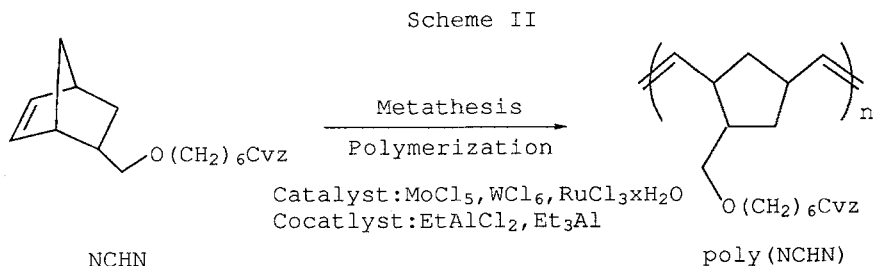 Scheme II
Metathesis
Polymerization
O(CH₂)₆Cvz
Catalyst:MoCl₅,WCl₆,RuCl₃xH₂O
Cocatlyst:EtAlCl₂,Et₃Al
n
O(CH₂)₆Cvz
NCHN
poly(NCHN)